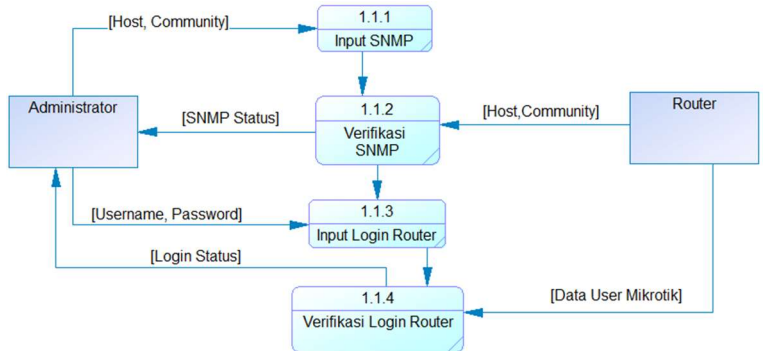 [Host, Community]
1.1.1
Input SNMP
Administrator
[SNMP Status]
1.1.2
Verifikasi
SNMP
[Host,Community]
Router
[Username, Password]
1.1.3
Input Login Router
[Login Status]
1.1.4
Verifikasi Login Router
[Data User Mikrotik]